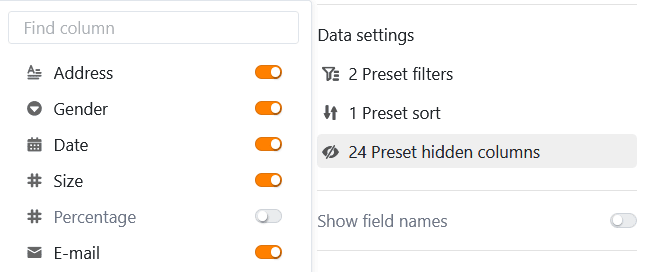 Find column
Address
Gender
Date
Size
Percentage
E-mail
Data settings
2 Preset filters
1 Preset sort
24 Preset hidden columns
Show field names